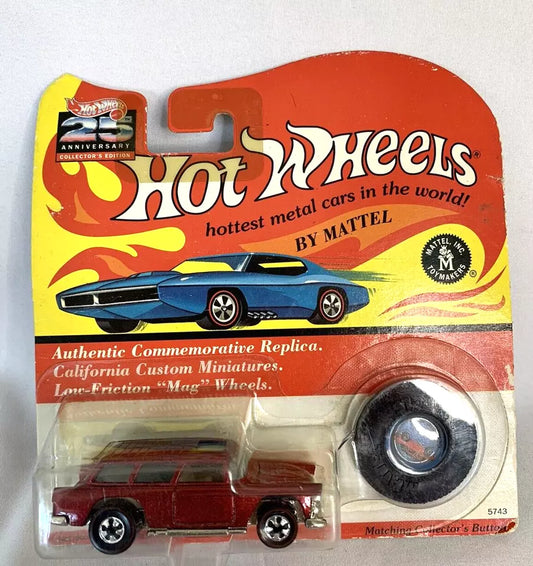 Hot Wheels
25
ANNIVERSARY
COLLECTOR'S EDITION
Hot Wheels®
hottest metal cars in the world!
BY MATTEL
MATTEL, INC.
M
TOYMAKERS
®
Authentic Commemorative Replica.
California Custom Miniatures.
Low-Friction "Mag" Wheels.
5743
Matching Collector's Button